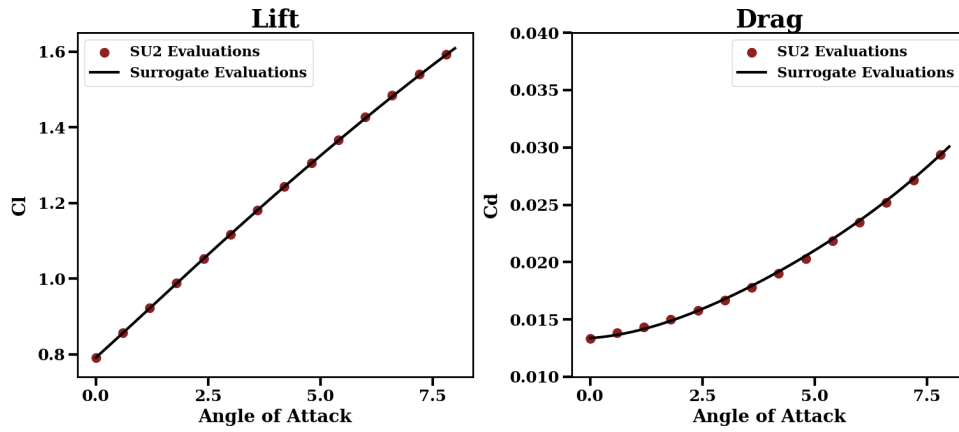 Lift
SU2 Evaluations
Surrogate Evaluations
1.6
1.4
1.2
1.0
0.8
Cl
0.0 2.5 5.0 7.5
Angle of Attack
Drag
SU2 Evaluations
Surrogate Evaluations
0.040
0.035
0.030
0.025
0.020
0.015
0.010
Cd
0.0 2.5 5.0 7.5
Angle of Attack